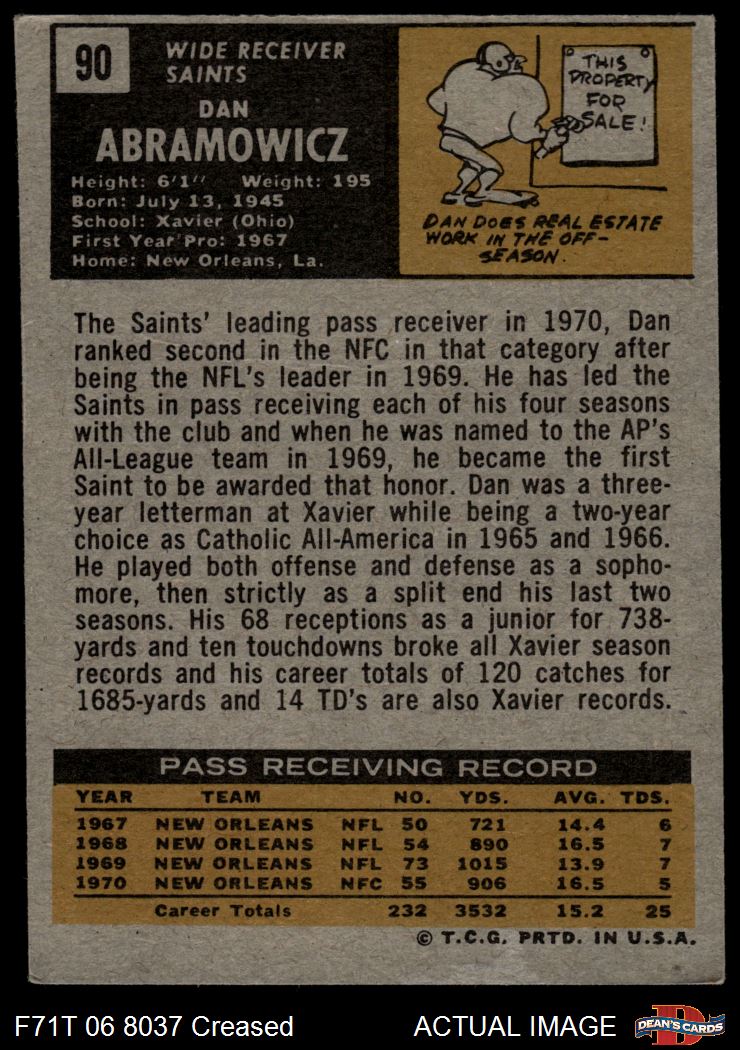 90
WIDE RECEIVER
SAINTS
DAN
ABRAMOWICZ
Height: 6'1" Weight: 195
Born: July 13, 1945
School: Xavier (Ohio)
First Year Pro: 1967
Home: New Orleans, La.
THIS
PROPERTY
FOR
SALE!
DAN DOES REAL ESTATE
WORK IN THE OFF-
SEASON.
The Saints' leading pass receiver in 1970, Dan
ranked second in the NFC in that category after
being the NFL's leader in 1969. He has led the
Saints in pass receiving each of his four seasons
with the club and when he was named to the AP's
All-League team in 1969, he became the first
Saint to be awarded that honor. Dan was a three-
year letterman at Xavier while being a two-year
choice as Catholic All-America in 1965 and 1966.
He played both offense and defense as a sopho-
more, then strictly as a split end his last two
seasons. His 68 receptions as a junior for 738-
yards and ten touchdowns broke all Xavier season
records and his career totals of 120 catches for
1685-yards and 14 TD's are also Xavier records.
PASS RECEIVING RECORD
YEAR TEAM NO. YDS. AVG. TDS.
1967 NEW ORLEANS NFL 50 721 14.4 6
1968 NEW ORLEANS NFL 54 890 16.5 7
1969 NEW ORLEANS NFL 73 1015 13.9 7
1970 NEW ORLEANS NFC 55 906 16.5 5
Career Totals 232 3532 15.2 25
© T.C.G. PRTD. IN U.S.A.
F71T 06 8037 Creased ACTUAL IMAGE
DEAN'S CARDS